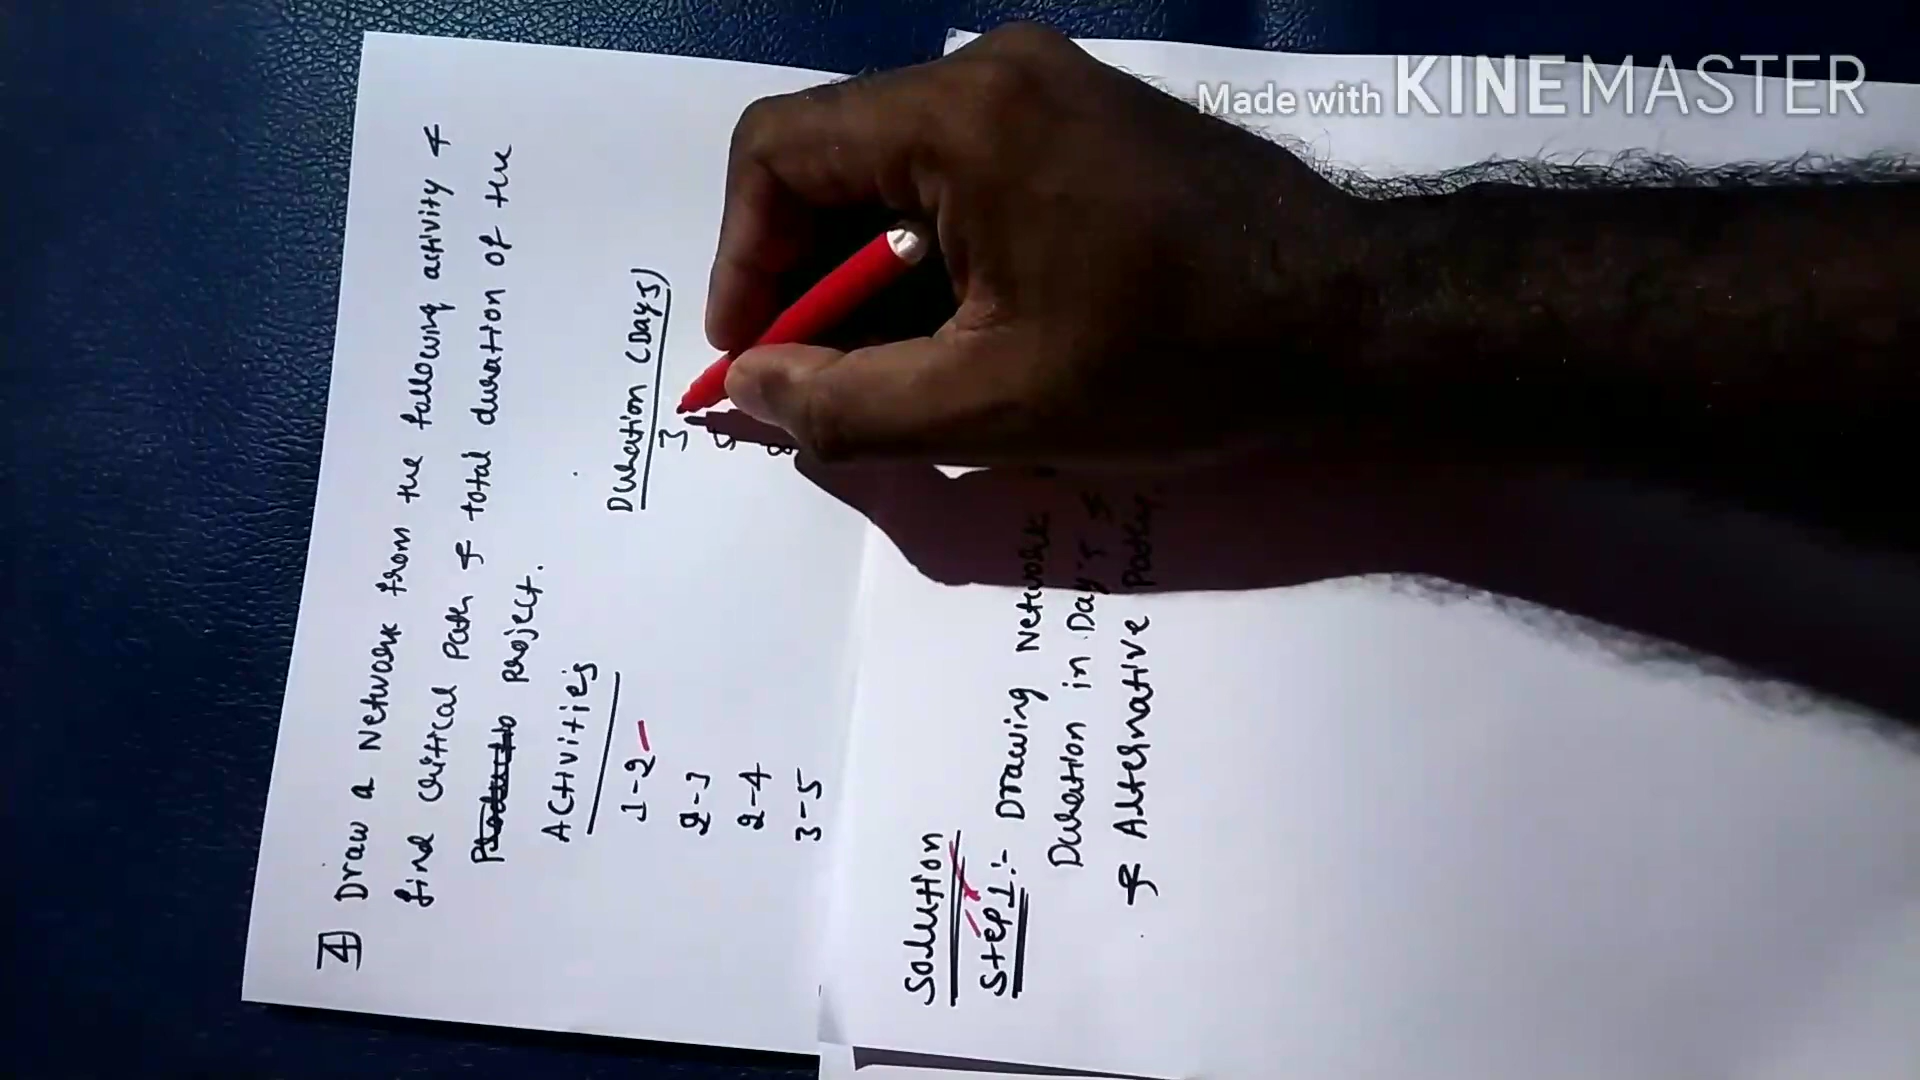 Made with KINEMASTER
4 Draw a Network from the following activity &
find critical path & total duration of the
project.
Activities Duration (Days)
1-2 3
2-3 5
2-4 8
3-5
Solution
Step 1:- Drawing Network
Duration in Day's &
& Alternative Path.